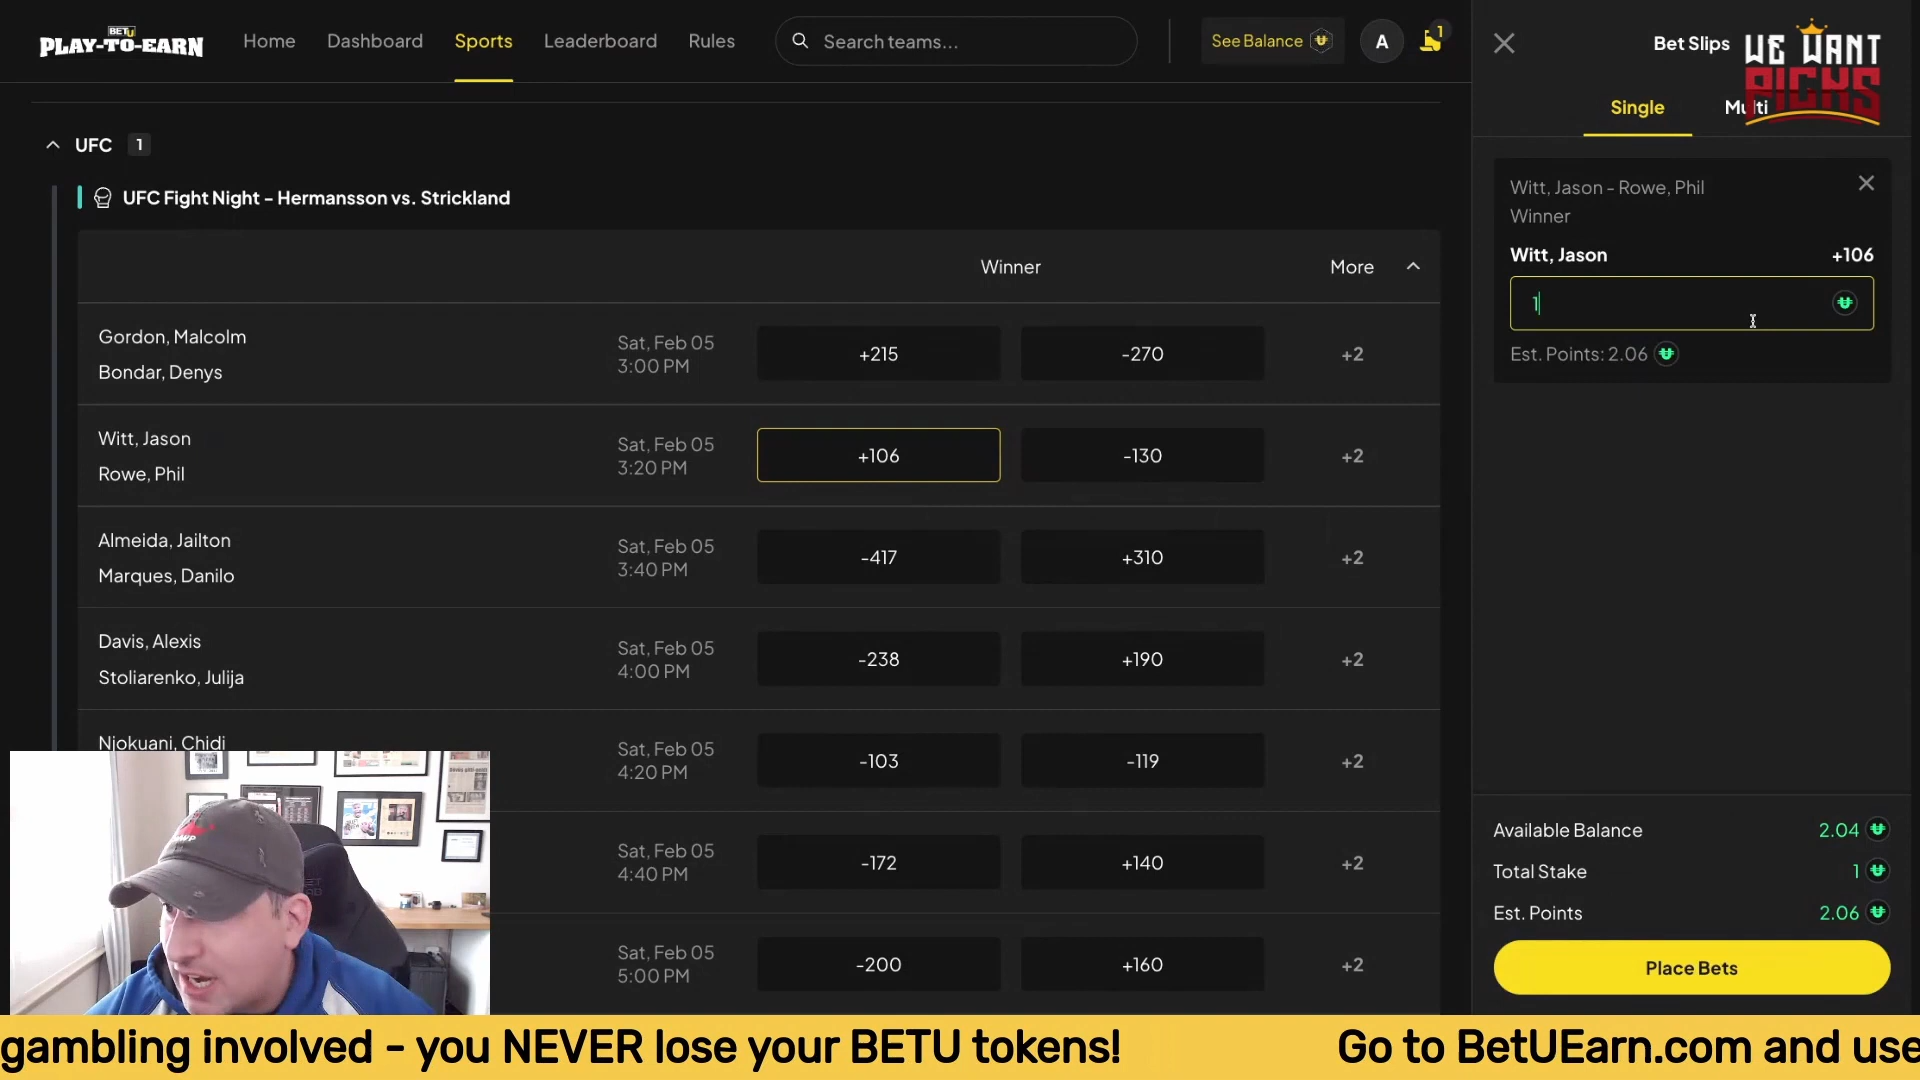 BETU
PLAY-TO-EARN
Home
Dashboard
Sports
Leaderboard
Rules
Search teams...
See Balance
A
1
Bet Slips
WE WANT
PICKS
Single
Multi
UFC 1
UFC Fight Night - Hermansson vs. Strickland
Winner
More
Gordon, Malcolm
Bondar, Denys
Sat, Feb 05
3:00 PM
+215
-270
+2
Witt, Jason
Rowe, Phil
Sat, Feb 05
3:20 PM
+106
-130
+2
Almeida, Jailton
Marques, Danilo
Sat, Feb 05
3:40 PM
-417
+310
+2
Davis, Alexis
Stoliarenko, Julija
Sat, Feb 05
4:00 PM
-238
+190
+2
Njokuani, Chidi
Sat, Feb 05
4:20 PM
-103
-119
+2
Sat, Feb 05
4:40 PM
-172
+140
+2
Sat, Feb 05
5:00 PM
-200
+160
+2
Witt, Jason - Rowe, Phil
Winner
Witt, Jason
+106
1
Est. Points: 2.06
Available Balance
2.04
Total Stake
1
Est. Points
2.06
Place Bets
gambling involved - you NEVER lose your BETU tokens!
Go to BetUEarn.com and use